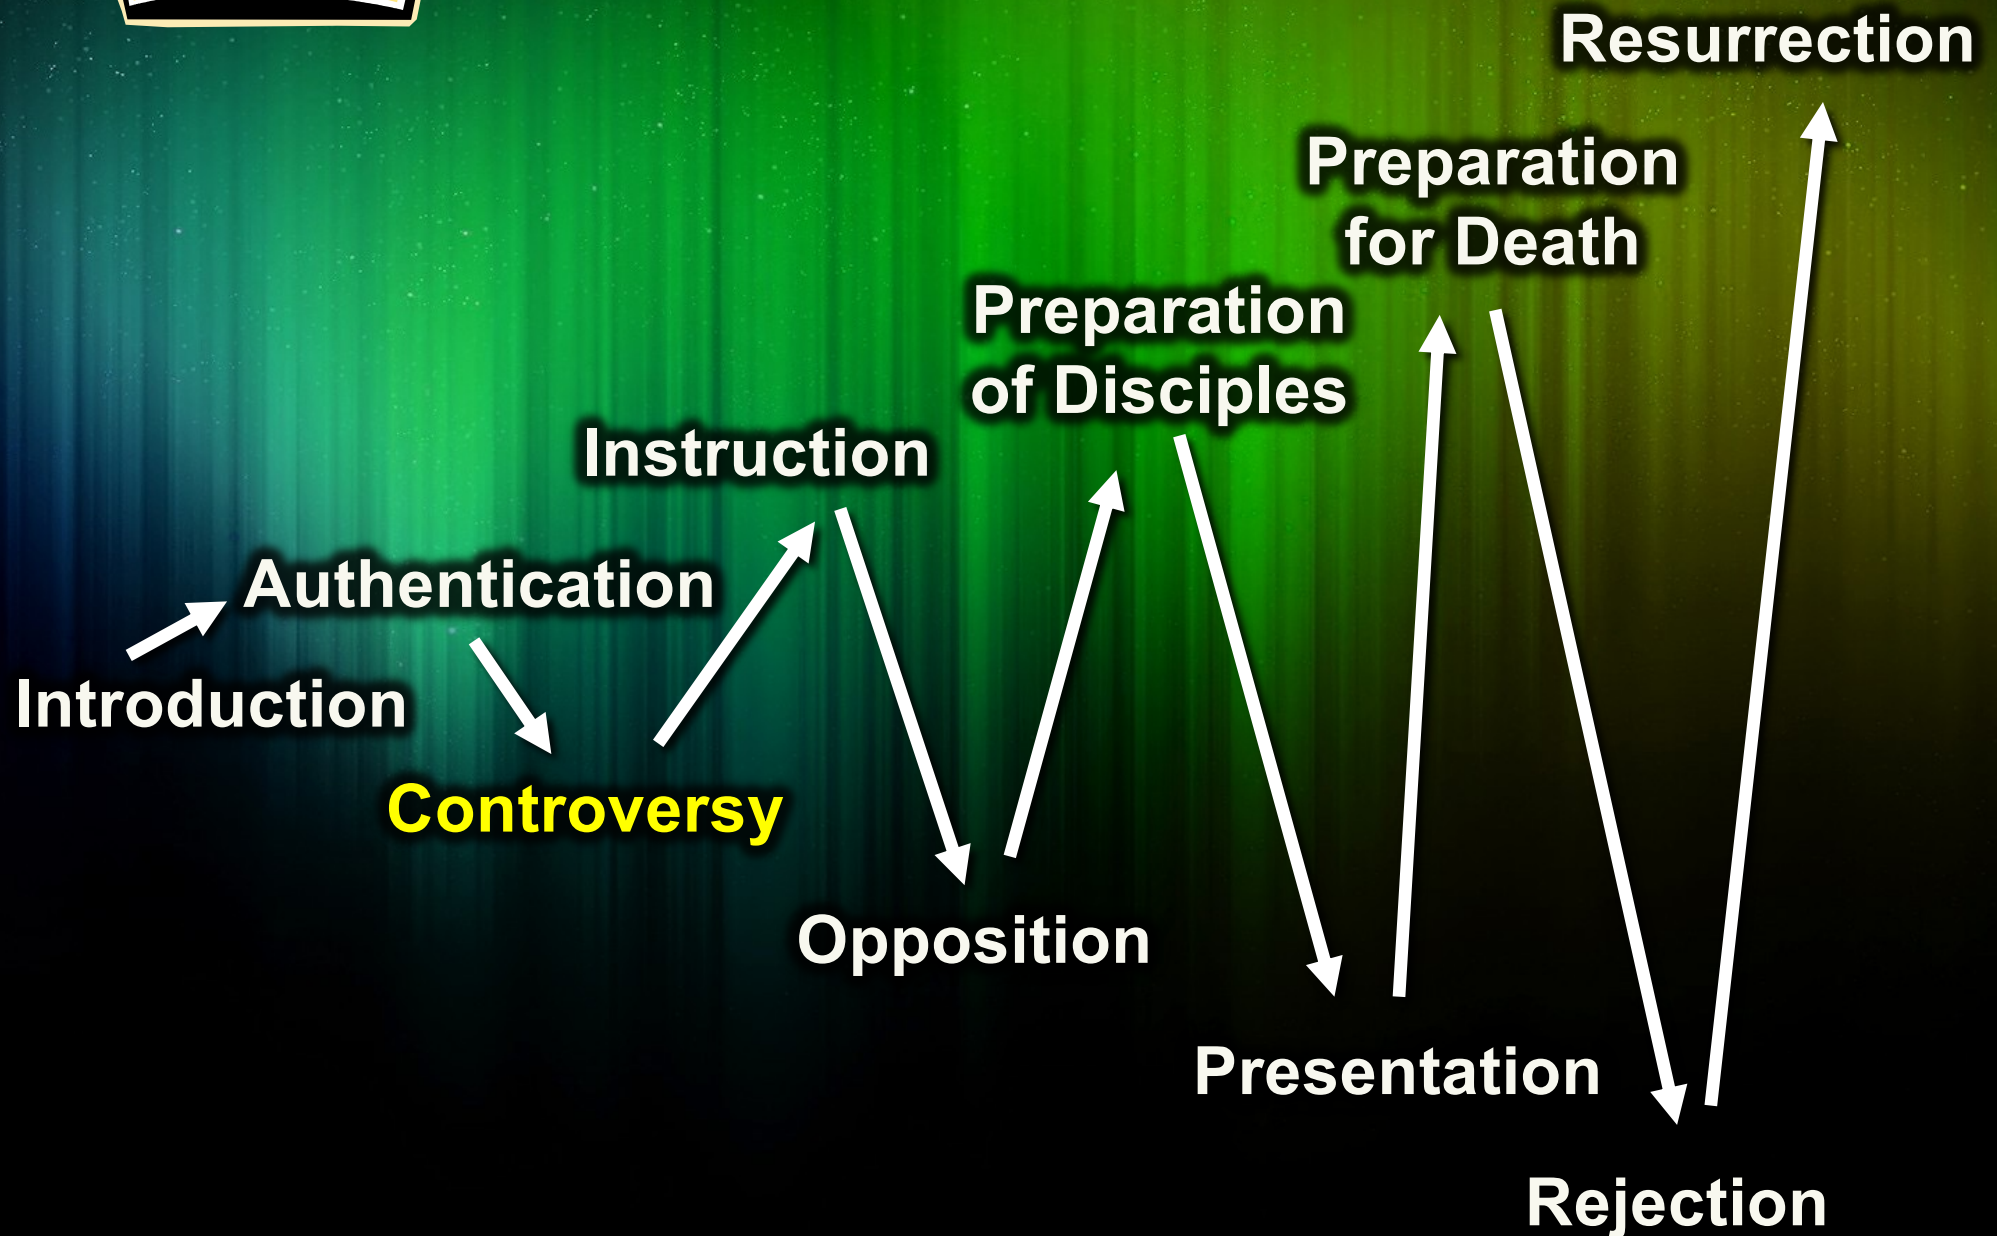 Resurrection
Preparation
for Death
Preparation
of Disciples
Instruction
Authentication
Introduction
Controversy
Opposition
Presentation
Rejection